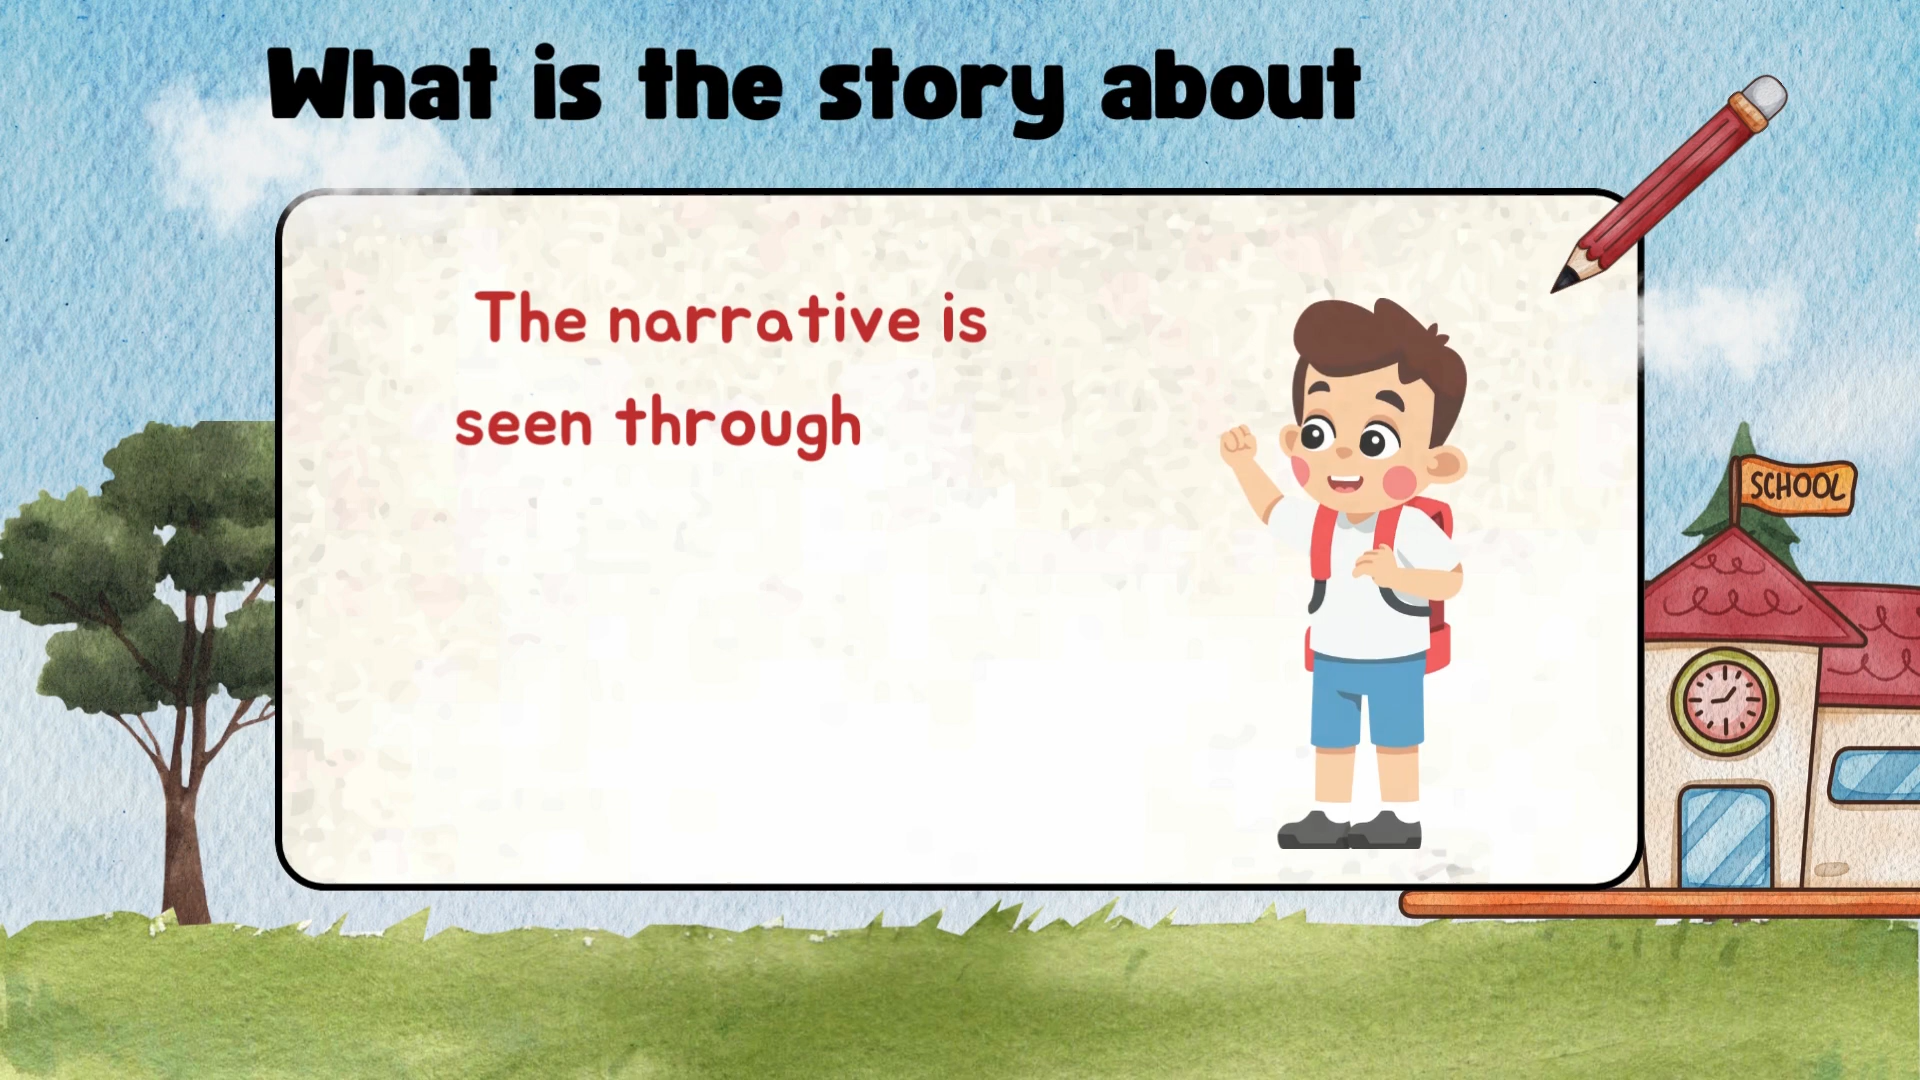 What is the story about
The narrative is
seen through
SCHOOL